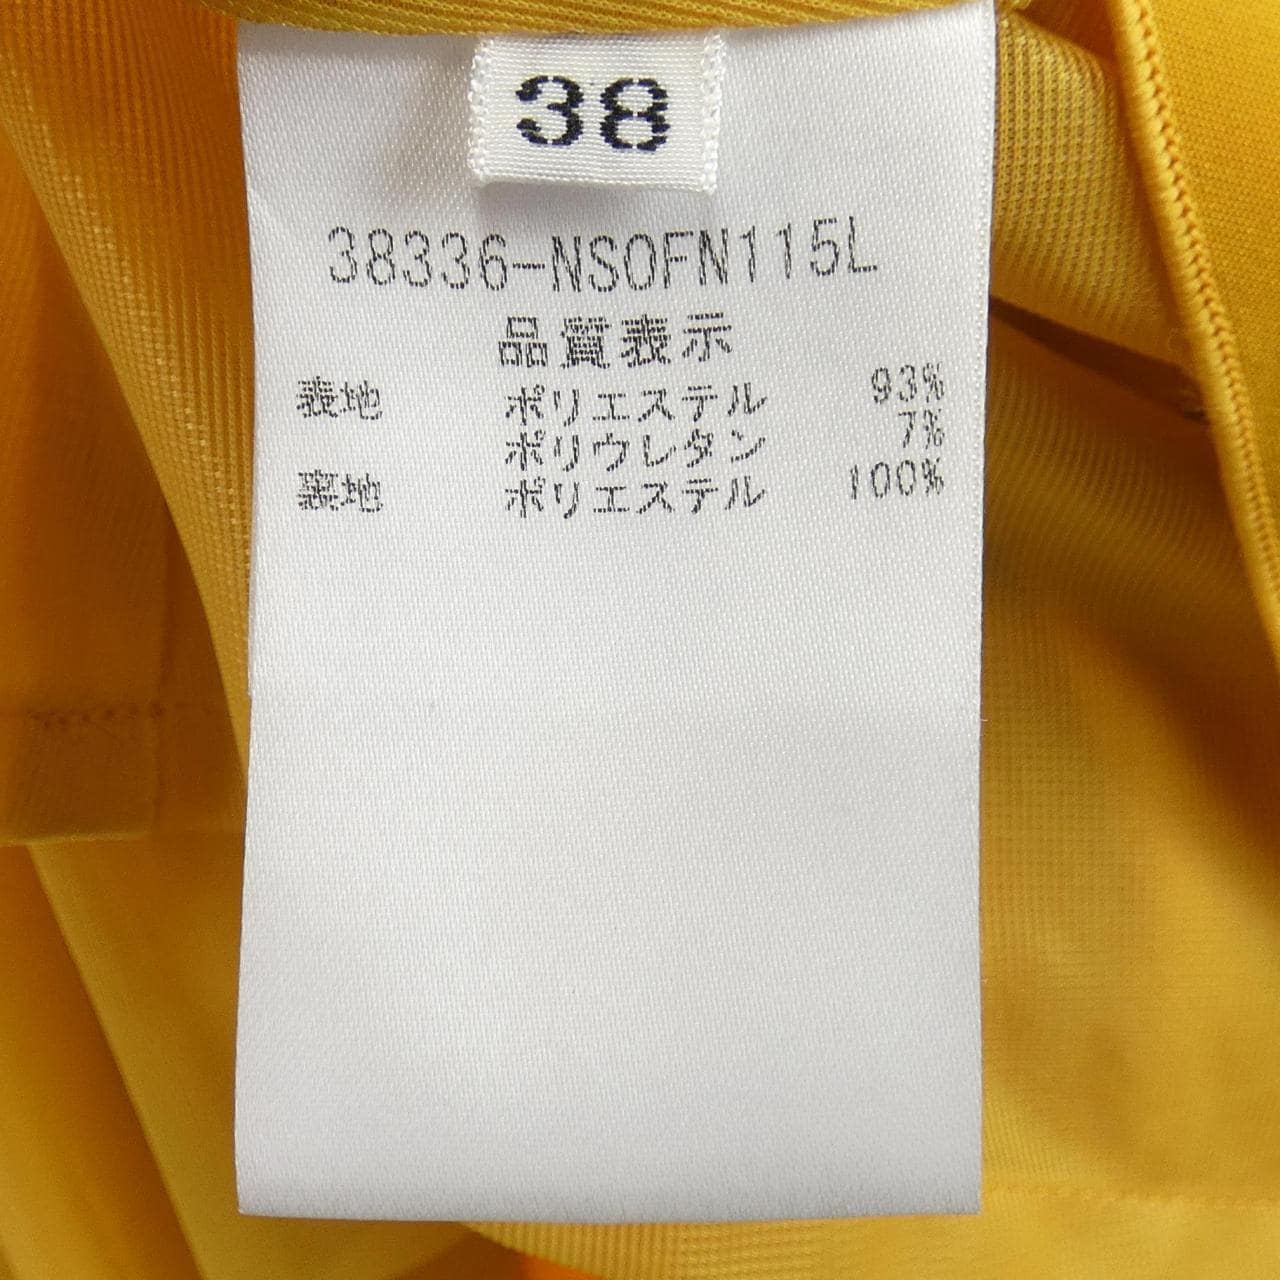 38
38336-NSOFN115L
品質表示
表地 ポリエステル 93%
ポリウレタン 7%
裏地 ポリエステル 100%